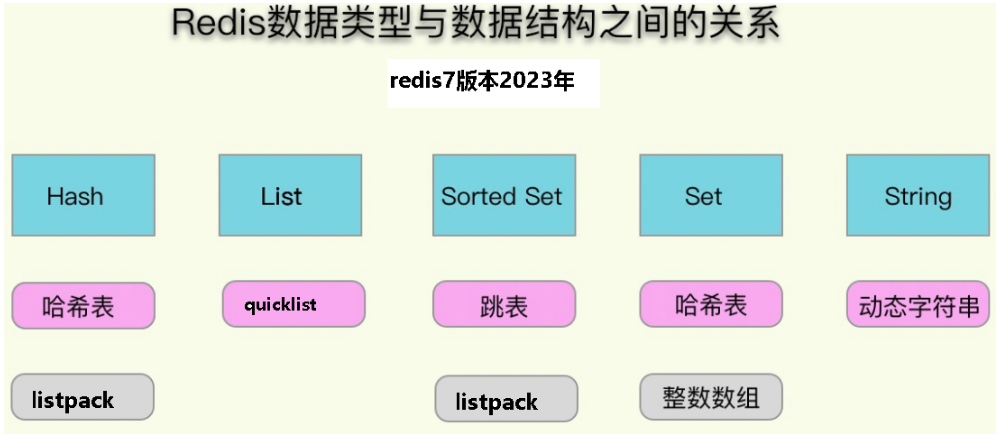 Redis数据类型与数据结构之间的关系
redis7版本2023年
Hash List Sorted Set Set String
哈希表 quicklist 跳表 哈希表 动态字符串
listpack listpack 整数数组